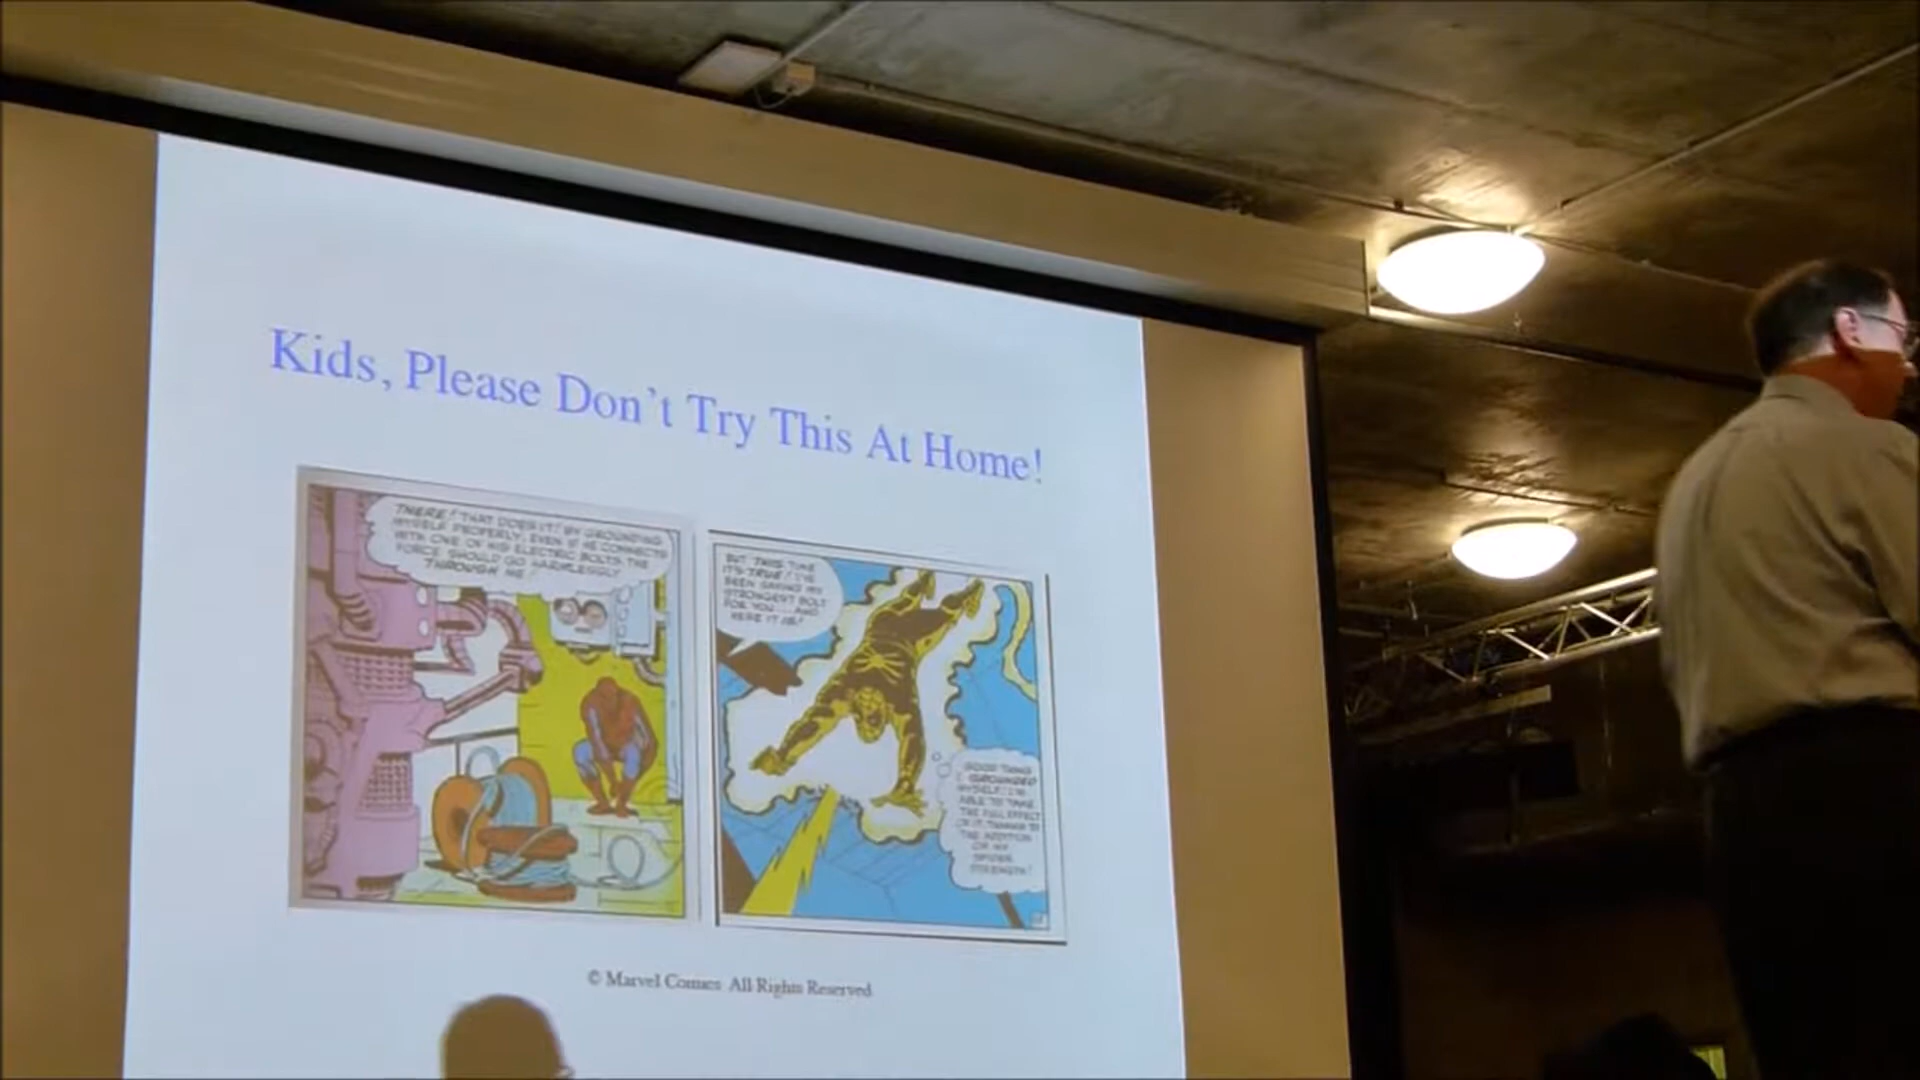 Kids, Please Don't Try This At Home!
THERE! THAT DOES IT! BY GROUNDING
MYSELF PROPERLY, EVEN IF HE CONNECTS
WITH ONE OF HIS ELECTRIC BOLTS, THE
FORCE SHOULD GO HARMLESSLY
THROUGH ME!
BUT THIS TIME
IT'S TRUE! I'VE
BEEN SAVING MY
STRONGEST BOLT
FOR YOU... AND
HERE IT IS!
GOOD THING
I GROUNDED
MYSELF! I'M
ABLE TO TAKE
THE FULL EFFECT
OF IT, THANKS TO
THE ADDITION
OF MY
SPIDER
STRENGTH!
© Marvel Comics All Rights Reserved